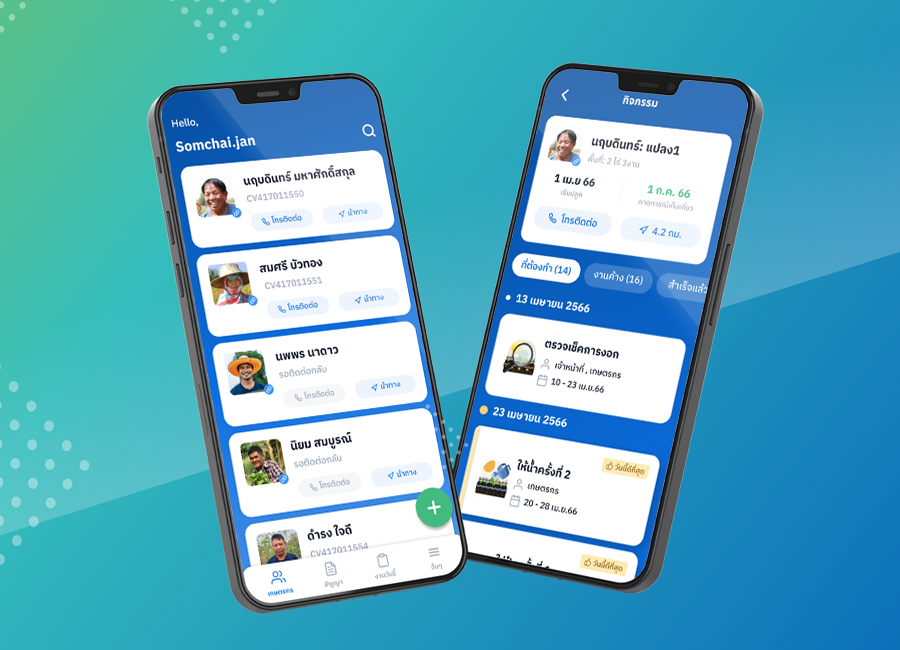 Hello,
Somchai.jan
นฤบดินทร์ มหาศักดิ์สกุล
CV417011550
โทรติดต่อ
นำทาง
สมศรี บัวทอง
CV417011551
โทรติดต่อ
นำทาง
นพพร นาดาว
รอติดต่อกลับ
โทรติดต่อ
นำทาง
นิยม สมบูรณ์
รอติดต่อกลับ
โทรติดต่อ
นำทาง
ดำรง ใจดี
CV417011554
+
เกษตรกร
สัญญา
งานวันนี้
อื่นๆ
กิจกรรม
นฤบดินทร์: แปลง1
พื้นที่: 2 ไร่ 3งาน
1 เม.ย 66
เริ่มปลูก
1 ก.ค. 66
คาดการณ์เก็บเกี่ยว
โทรติดต่อ
4.2 กม.
ที่ต้องทำ (14)
งานค้าง (16)
สำเร็จแล้ว
13 เมษายน 2566
ตรวจเช็คการงอก
เจ้าหน้าที่ , เกษตรกร
10 - 23 เม.ย.66
23 เมษายน 2566
วันนี้ดีที่สุด
ให้น้ำครั้งที่ 2
เกษตรกร
20 - 28 เม.ย.66
วันนี้ดีที่สุด